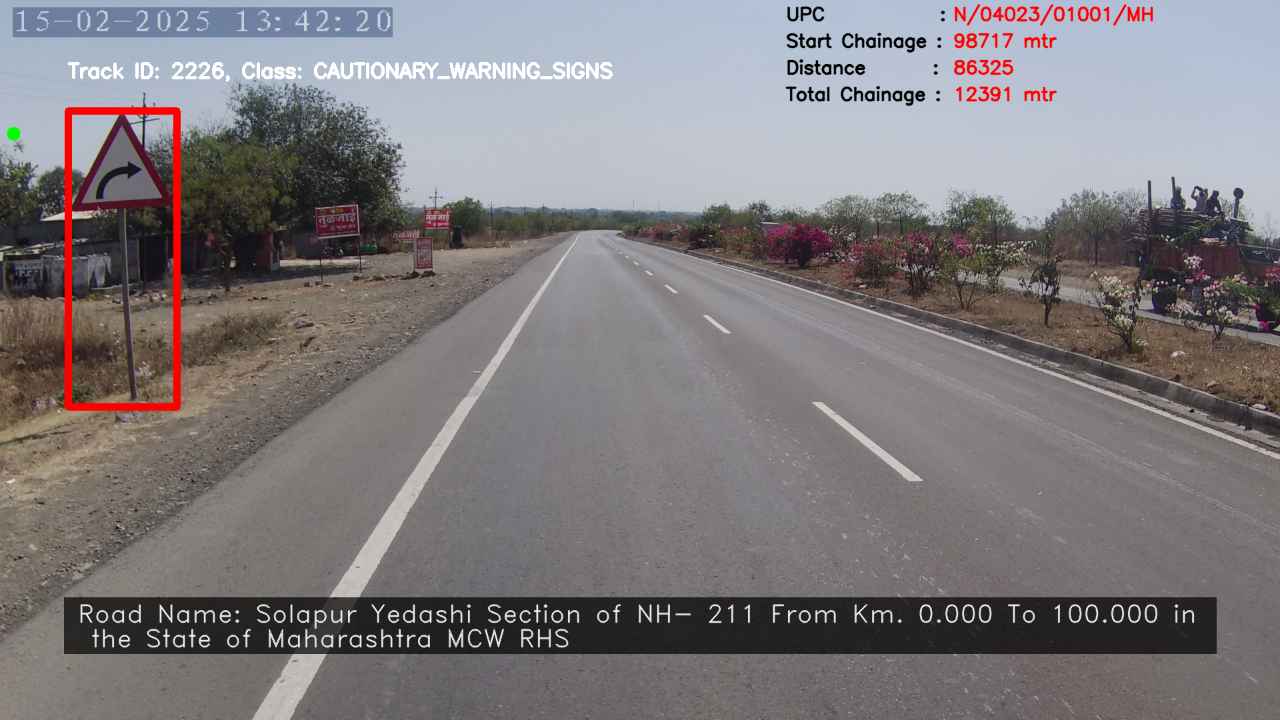 15-02-2025 13:42:20
UPC : N/04023/01001/MH
Start Chainage : 98717 mtr
Distance : 86325
Total Chainage : 12391 mtr
Track ID: 2226, Class: CAUTIONARY_WARNING_SIGNS
तुळजाई
Road Name: Solapur Yedashi Section of NH- 211 From Km. 0.000 To 100.000 in
the State of Maharashtra MCW RHS